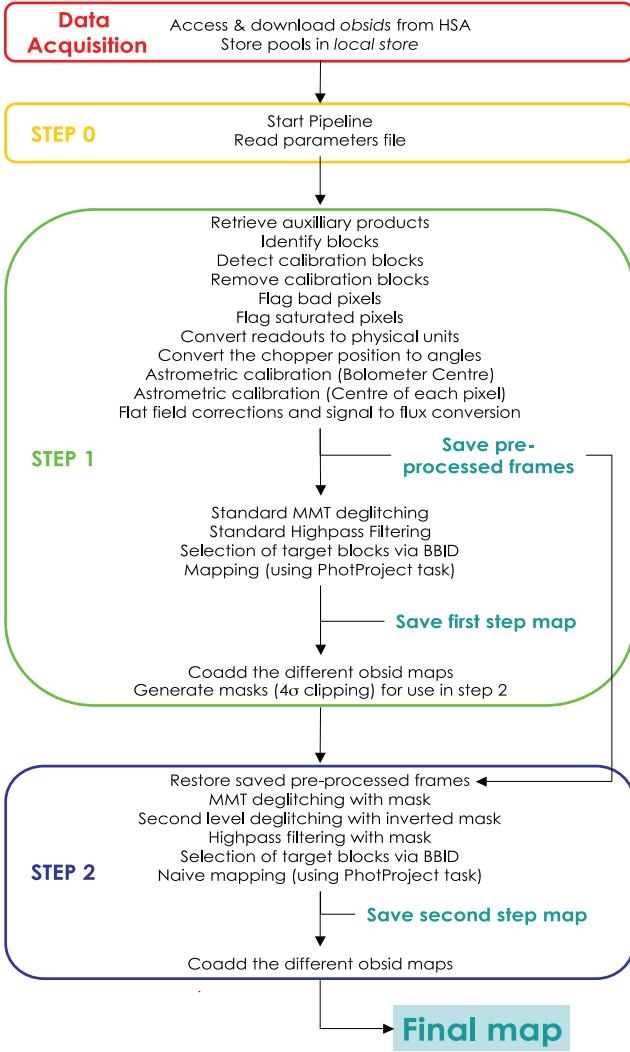 Data Acquisition
Access & download obsids from HSA
Store pools in local store
STEP 0
Start Pipeline
Read parameters file
Retrieve auxilliary products
Identify blocks
Detect calibration blocks
Remove calibration blocks
Flag bad pixels
Flag saturated pixels
Convert readouts to physical units
Convert the chopper position to angles
Astrometric calibration (Bolometer Centre)
Astrometric calibration (Centre of each pixel)
Flat field corrections and signal to flux conversion
STEP 1
Save pre-
processed frames
Standard MMT deglitching
Standard Highpass Filtering
Selection of target blocks via BBID
Mapping (using PhotProject task)
Save first step map
Coadd the different obsid maps
Generate masks (4σ clipping) for use in step 2
Restore saved pre-processed frames
MMT deglitching with mask
Second level deglitching with inverted mask
Highpass filtering with mask
Selection of target blocks via BBID
STEP 2
Naive mapping (using PhotProject task)
Save second step map
Coadd the different obsid maps
Final map